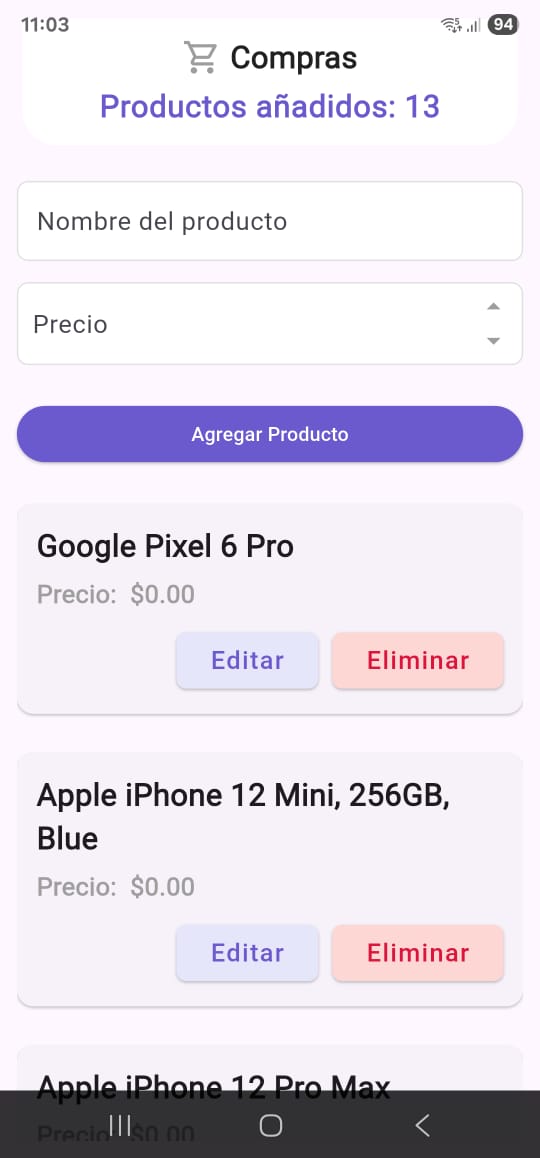 11:03
94
Compras
Productos añadidos: 13
Nombre del producto
Precio
Agregar Producto
Google Pixel 6 Pro
Precio: $0.00
Editar
Eliminar
Apple iPhone 12 Mini, 256GB,
Blue
Precio: $0.00
Editar
Eliminar
Apple iPhone 12 Pro Max
Precio: $0.00